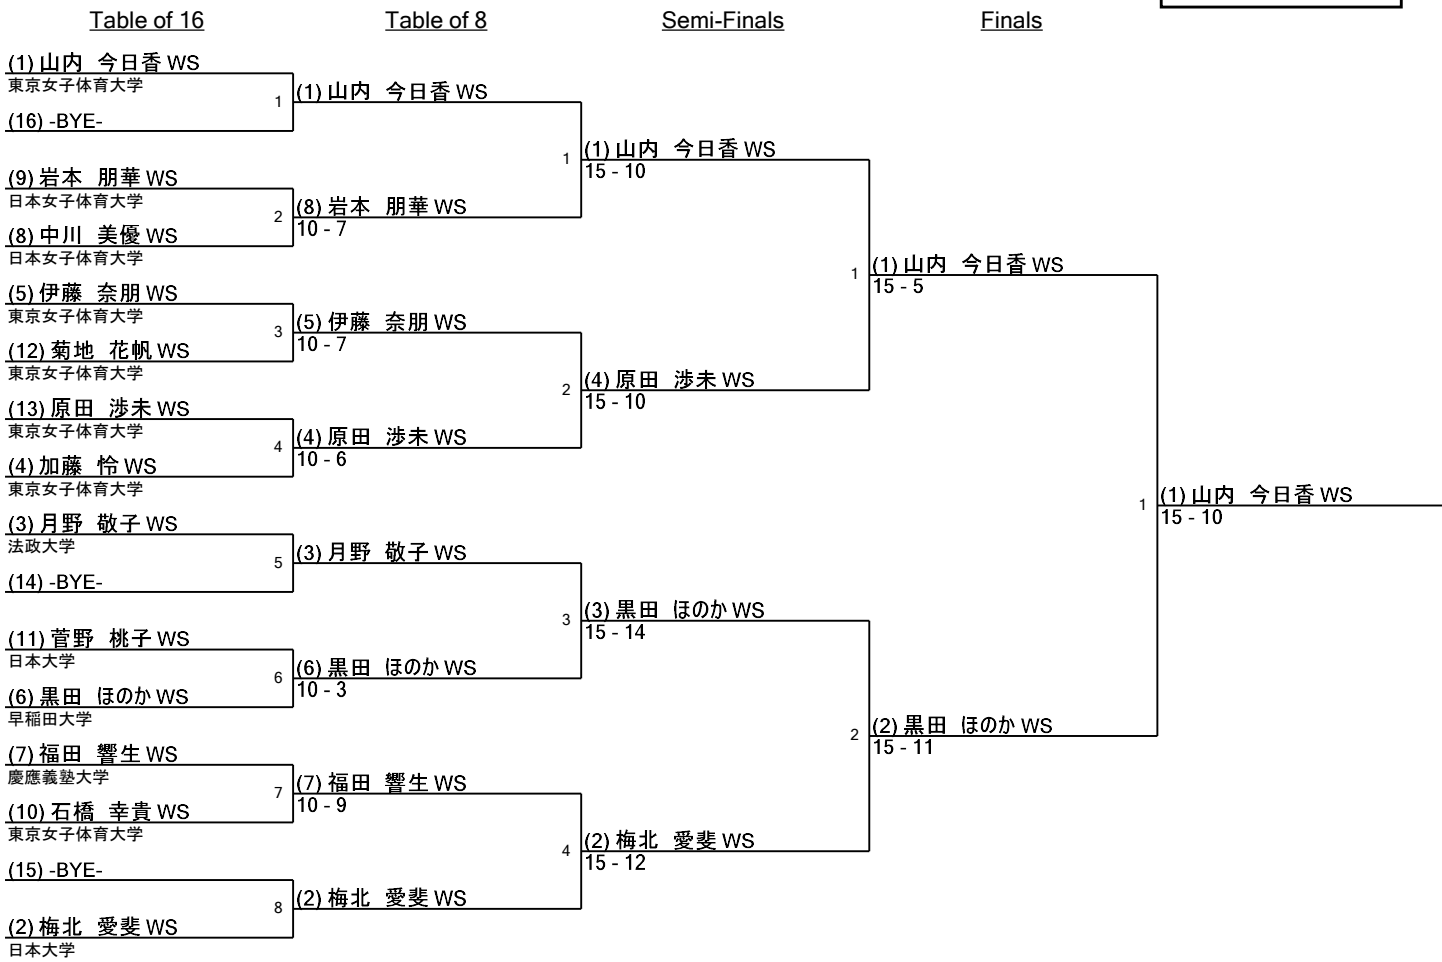 Table of 16
Table of 8
Semi-Finals
Finals
(1) 山内　今日香 WS
東京女子体育大学
1
(16) -BYE-
(9) 岩本　朋華 WS
日本女子体育大学
2
(8) 中川　美優 WS
日本女子体育大学
(5) 伊藤　奈朋 WS
東京女子体育大学
3
(12) 菊地　花帆 WS
東京女子体育大学
(13) 原田　渉未 WS
東京女子体育大学
4
(4) 加藤　怜 WS
東京女子体育大学
(3) 月野　敬子 WS
法政大学
5
(14) -BYE-
(11) 菅野　桃子 WS
日本大学
6
(6) 黒田　ほのか WS
早稲田大学
(7) 福田　響生 WS
慶應義塾大学
7
(10) 石橋　幸貴 WS
東京女子体育大学
(15) -BYE-
8
(2) 梅北　愛斐 WS
日本大学
(1) 山内　今日香 WS
1
(8) 岩本　朋華 WS
10 - 7
(5) 伊藤　奈朋 WS
10 - 7
2
(4) 原田　渉未 WS
10 - 6
(3) 月野　敬子 WS
3
(6) 黒田　ほのか WS
10 - 3
(7) 福田　響生 WS
10 - 9
4
(2) 梅北　愛斐 WS
(1) 山内　今日香 WS
15 - 10
1
(4) 原田　渉未 WS
15 - 10
(3) 黒田　ほのか WS
15 - 14
2
(2) 梅北　愛斐 WS
15 - 12
(1) 山内　今日香 WS
15 - 5
1
(2) 黒田　ほのか WS
15 - 11
(1) 山内　今日香 WS
15 - 10